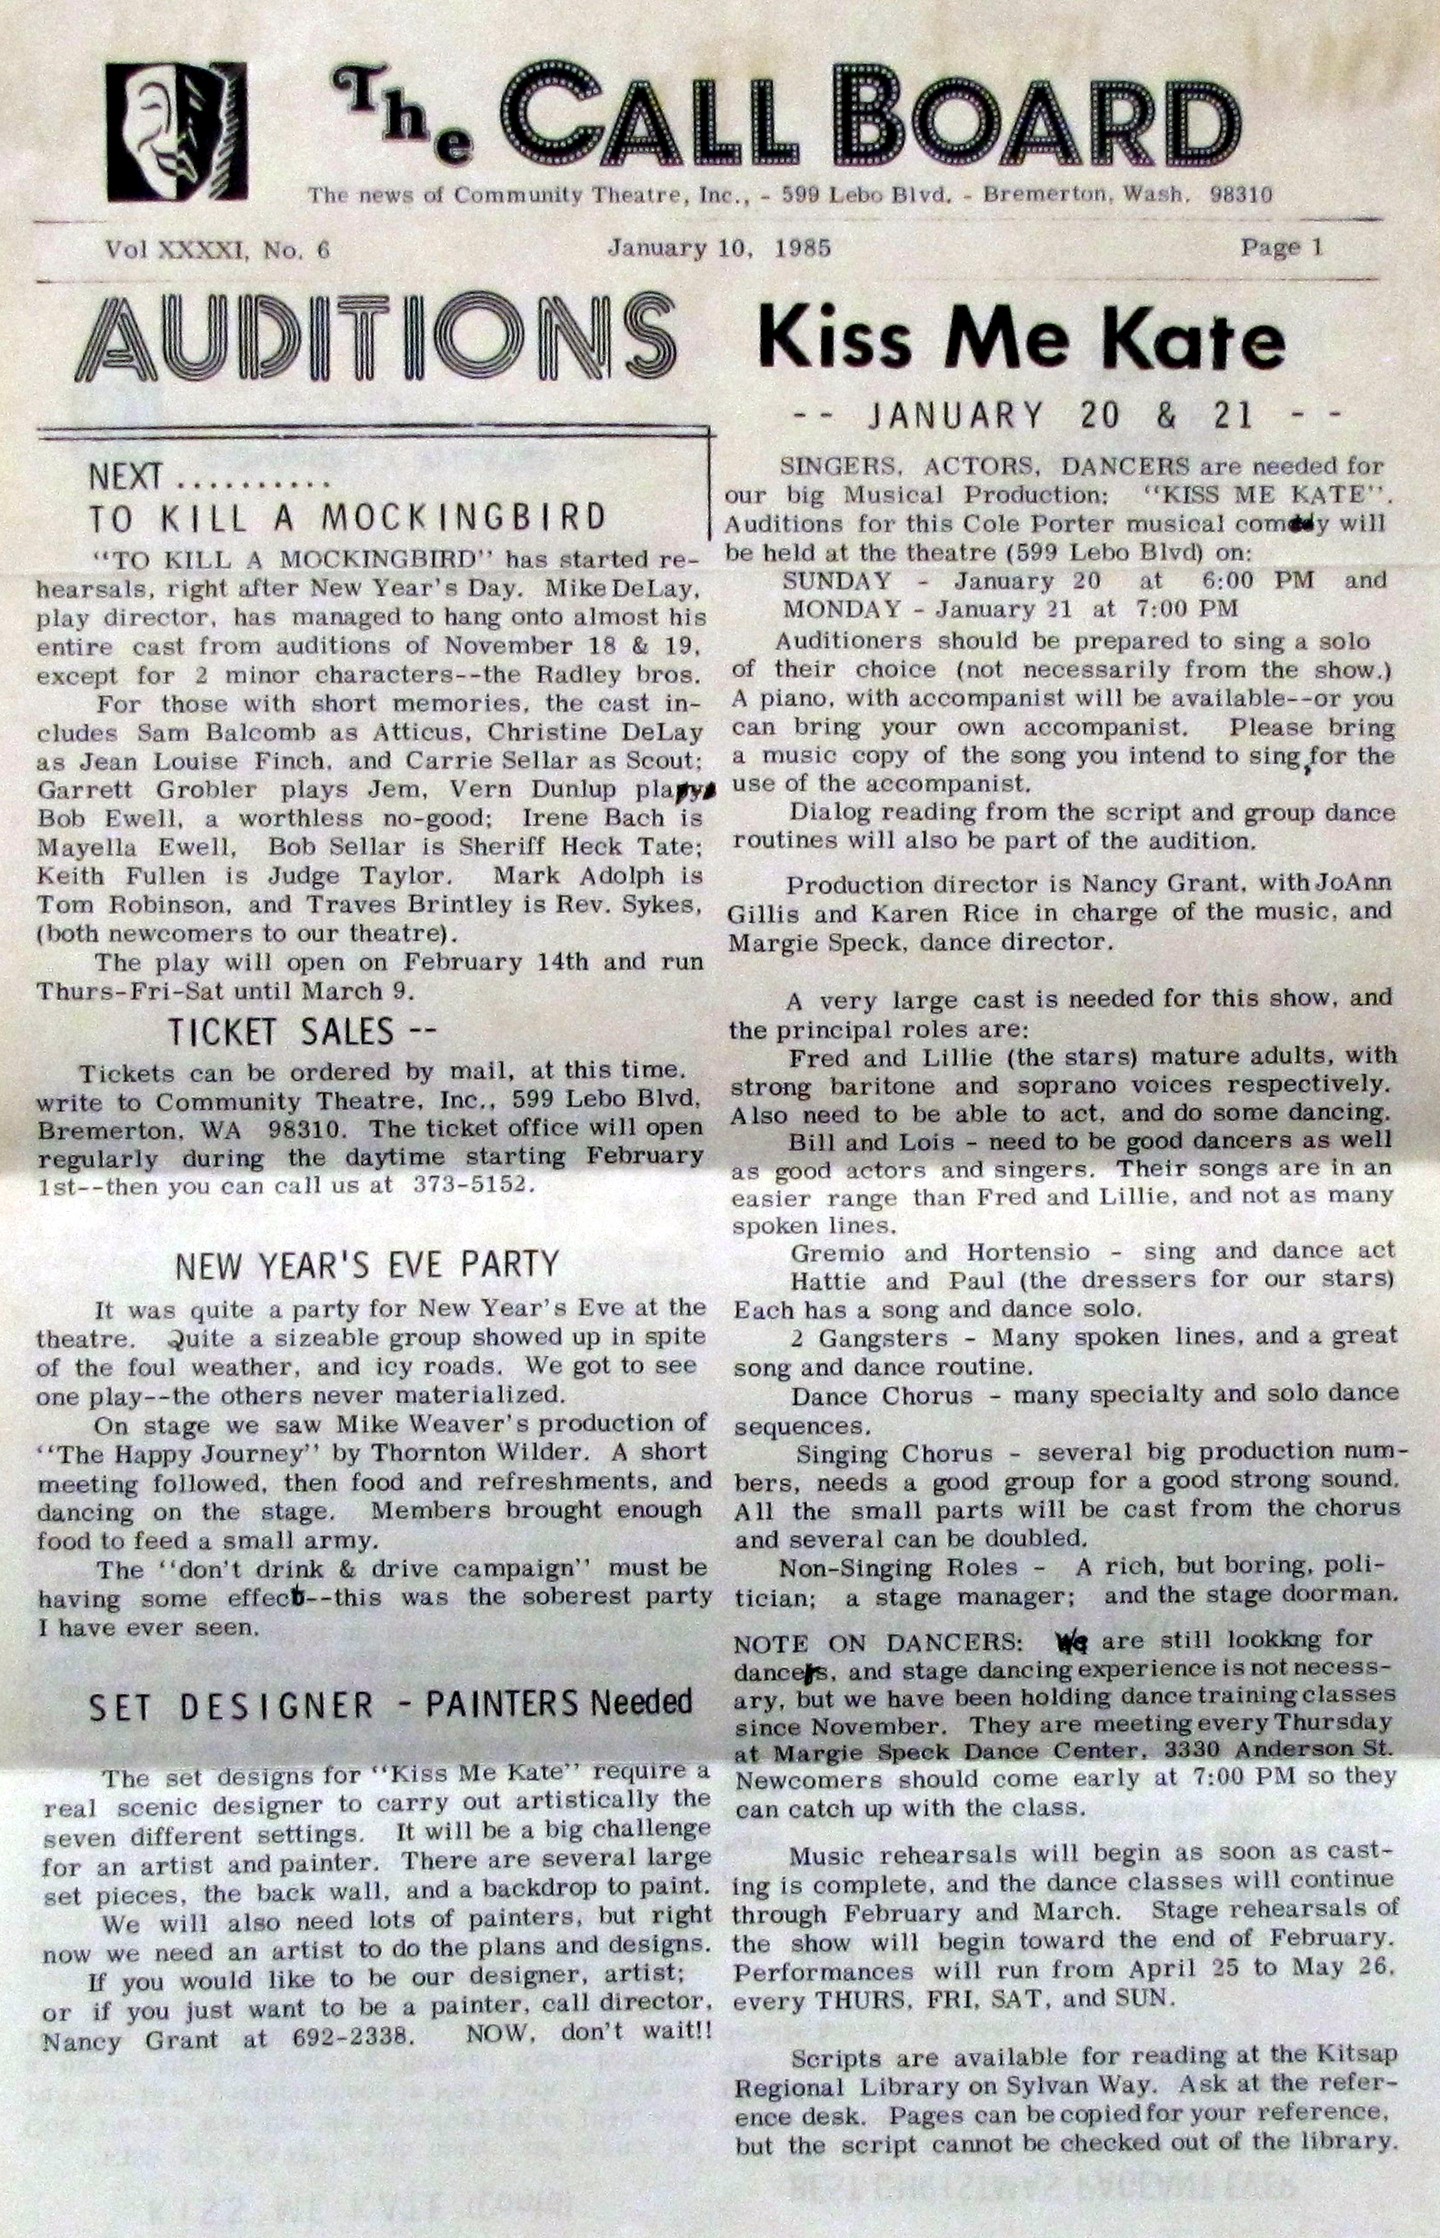 The CALL BOARD
The news of Community Theatre, Inc., - 599 Lebo Blvd. - Bremerton, Wash. 98310
Vol XXXXI, No. 6 January 10, 1985 Page 1
AUDITIONS
NEXT ..........
TO KILL A MOCKINGBIRD
"TO KILL A MOCKINGBIRD" has started re-
hearsals, right after New Year's Day. Mike DeLay,
play director, has managed to hang onto almost his
entire cast from auditions of November 18 & 19,
except for 2 minor characters--the Radley bros.
For those with short memories, the cast in-
cludes Sam Balcomb as Atticus, Christine DeLay
as Jean Louise Finch, and Carrie Sellar as Scout;
Garrett Grobler plays Jem, Vern Dunlup plays
Bob Ewell, a worthless no-good; Irene Bach is
Mayella Ewell, Bob Sellar is Sheriff Heck Tate;
Keith Fullen is Judge Taylor. Mark Adolph is
Tom Robinson, and Traves Brintley is Rev. Sykes,
(both newcomers to our theatre).
The play will open on February 14th and run
Thurs-Fri-Sat until March 9.
TICKET SALES --
Tickets can be ordered by mail, at this time.
write to Community Theatre, Inc., 599 Lebo Blvd,
Bremerton, WA 98310. The ticket office will open
regularly during the daytime starting February
1st--then you can call us at 373-5152.
NEW YEAR'S EVE PARTY
It was quite a party for New Year's Eve at the
theatre. Quite a sizeable group showed up in spite
of the foul weather, and icy roads. We got to see
one play--the others never materialized.
On stage we saw Mike Weaver's production of
"The Happy Journey" by Thornton Wilder. A short
meeting followed, then food and refreshments, and
dancing on the stage. Members brought enough
food to feed a small army.
The "don't drink & drive campaign" must be
having some effect--this was the soberest party
I have ever seen.
SET DESIGNER - PAINTERS Needed
The set designs for "Kiss Me Kate" require a
real scenic designer to carry out artistically the
seven different settings. It will be a big challenge
for an artist and painter. There are several large
set pieces, the back wall, and a backdrop to paint.
We will also need lots of painters, but right
now we need an artist to do the plans and designs.
If you would like to be our designer, artist;
or if you just want to be a painter, call director,
Nancy Grant at 692-2338. NOW, don't wait!!
Kiss Me Kate
-- JANUARY 20 & 21 --
SINGERS, ACTORS, DANCERS are needed for
our big Musical Production: "KISS ME KATE".
Auditions for this Cole Porter musical comedy will
be held at the theatre (599 Lebo Blvd) on:
SUNDAY - January 20 at 6:00 PM and
MONDAY - January 21 at 7:00 PM
Auditioners should be prepared to sing a solo
of their choice (not necessarily from the show.)
A piano, with accompanist will be available--or you
can bring your own accompanist. Please bring
a music copy of the song you intend to sing, for the
use of the accompanist.
Dialog reading from the script and group dance
routines will also be part of the audition.
Production director is Nancy Grant, with JoAnn
Gillis and Karen Rice in charge of the music, and
Margie Speck, dance director.
A very large cast is needed for this show, and
the principal roles are:
Fred and Lillie (the stars) mature adults, with
strong baritone and soprano voices respectively.
Also need to be able to act, and do some dancing.
Bill and Lois - need to be good dancers as well
as good actors and singers. Their songs are in an
easier range than Fred and Lillie, and not as many
spoken lines.
Gremio and Hortensio - sing and dance act
Hattie and Paul (the dressers for our stars)
Each has a song and dance solo.
2 Gangsters - Many spoken lines, and a great
song and dance routine.
Dance Chorus - many specialty and solo dance
sequences.
Singing Chorus - several big production num-
bers, needs a good group for a good strong sound.
All the small parts will be cast from the chorus
and several can be doubled.
Non-Singing Roles - A rich, but boring, poli-
tician; a stage manager; and the stage doorman.
NOTE ON DANCERS: We are still lookkng for
dancers, and stage dancing experience is not necess-
ary, but we have been holding dance training classes
since November. They are meeting every Thursday
at Margie Speck Dance Center, 3330 Anderson St.
Newcomers should come early at 7:00 PM so they
can catch up with the class.
Music rehearsals will begin as soon as cast-
ing is complete, and the dance classes will continue
through February and March. Stage rehearsals of
the show will begin toward the end of February.
Performances will run from April 25 to May 26,
every THURS, FRI, SAT, and SUN.
Scripts are available for reading at the Kitsap
Regional Library on Sylvan Way. Ask at the refer-
ence desk. Pages can be copied for your reference,
but the script cannot be checked out of the library.